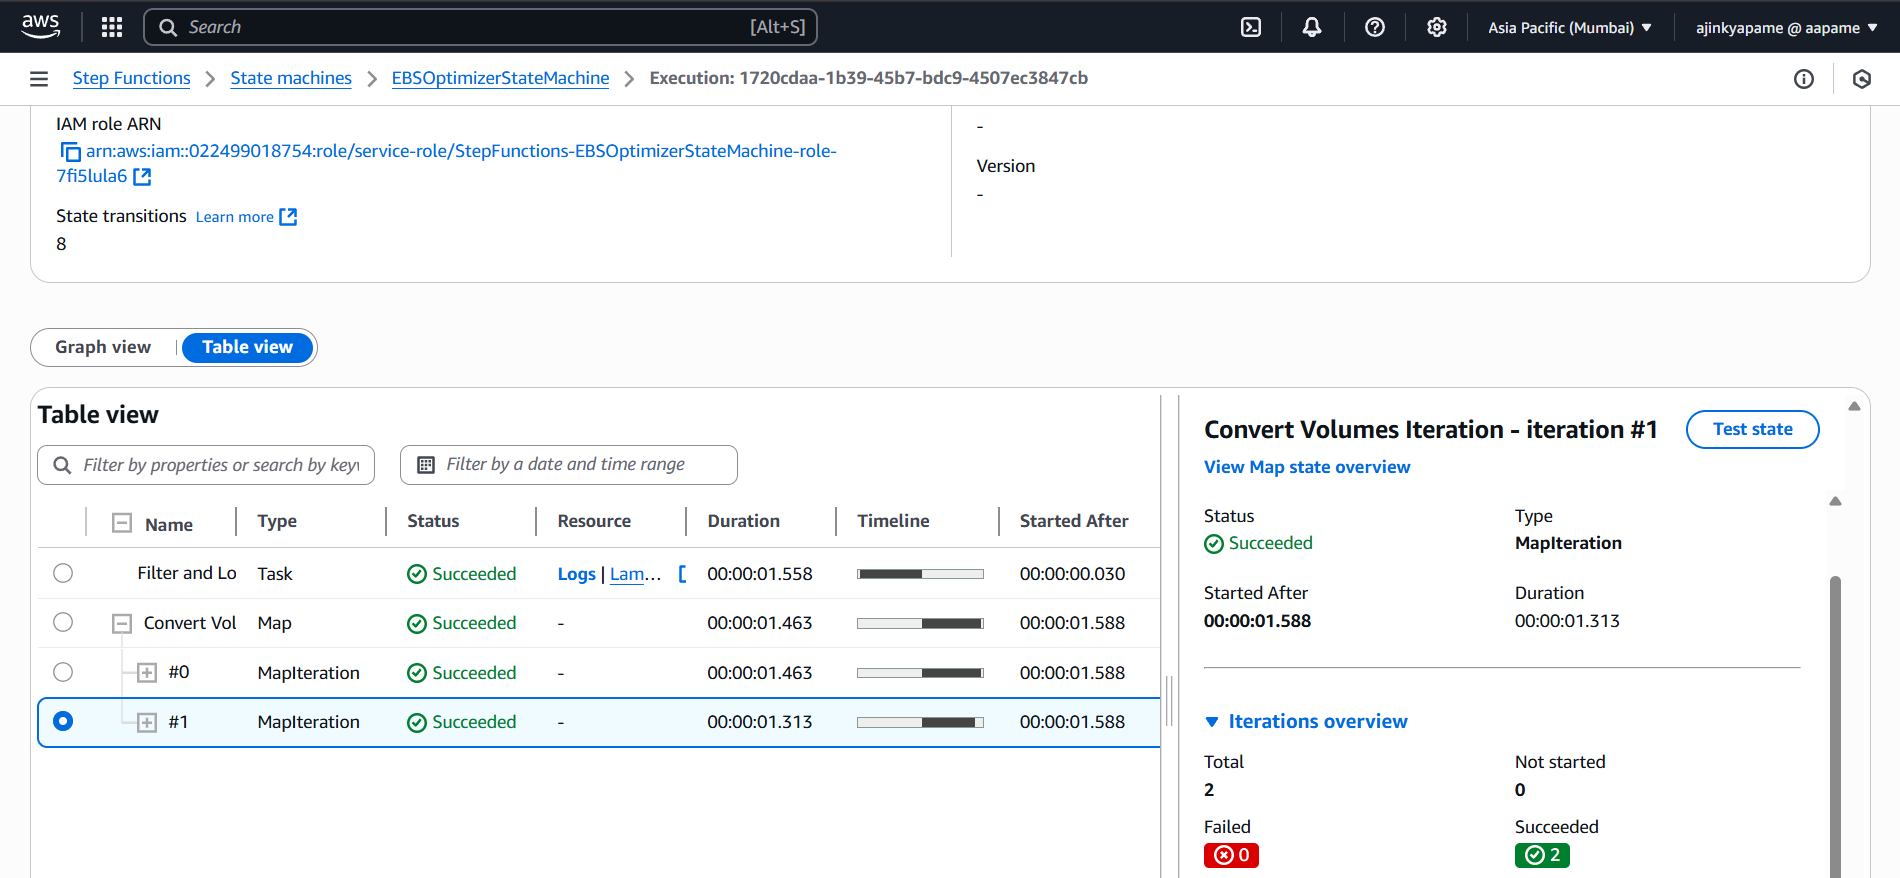 aws
Search
[Alt+S]
Asia Pacific (Mumbai)
ajinkyapame @ aapame
Step Functions
State machines
EBSOptimizerStateMachine
Execution: 1720cdaa-1b39-45b7-bdc9-4507ec3847cb
IAM role ARN
arn:aws:iam::022499018754:role/service-role/StepFunctions-EBSOptimizerStateMachine-role-
7fi5lula6
State transitions Learn more
8
-
Version
-
Graph view
Table view
Table view
Filter by properties or search by keyw
Filter by a date and time range
Name Type Status Resource Duration Timeline Started After
Filter and Lo Task Succeeded Logs | Lam... 00:00:01.558 00:00:00.030
Convert Vol Map Succeeded - 00:00:01.463 00:00:01.588
#0 MapIteration Succeeded - 00:00:01.463 00:00:01.588
#1 MapIteration Succeeded - 00:00:01.313 00:00:01.588
Convert Volumes Iteration - iteration #1
Test state
View Map state overview
Status Type
Succeeded MapIteration
Started After Duration
00:00:01.588 00:00:01.313
Iterations overview
Total Not started
2 0
Failed Succeeded
0 2